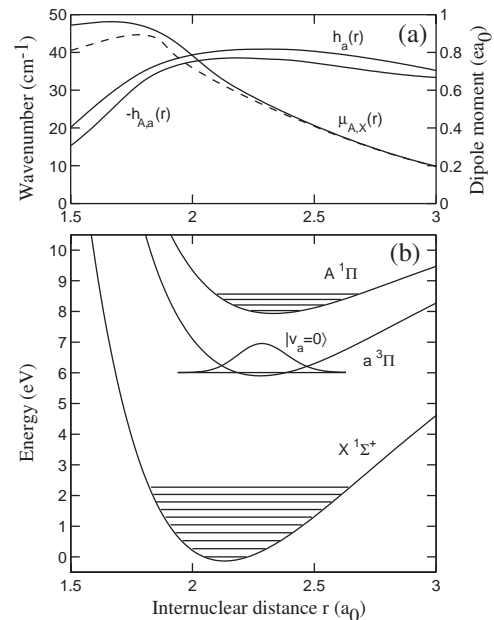 (a)
50
40
30
20
10
0
Wavenumber (cm-1)
1
0.8
0.6
0.4
0.2
0
Dipole moment (ea0)
ha(r)
-hA,a(r)
μA,X(r)
1.5 2 2.5 3
(b)
10
9
8
7
6
5
4
3
2
1
0
Energy (eV)
A 1Π
|va=0⟩
a 3Π
X 1Σ+
1.5 2 2.5 3
Internuclear distance r (a0)